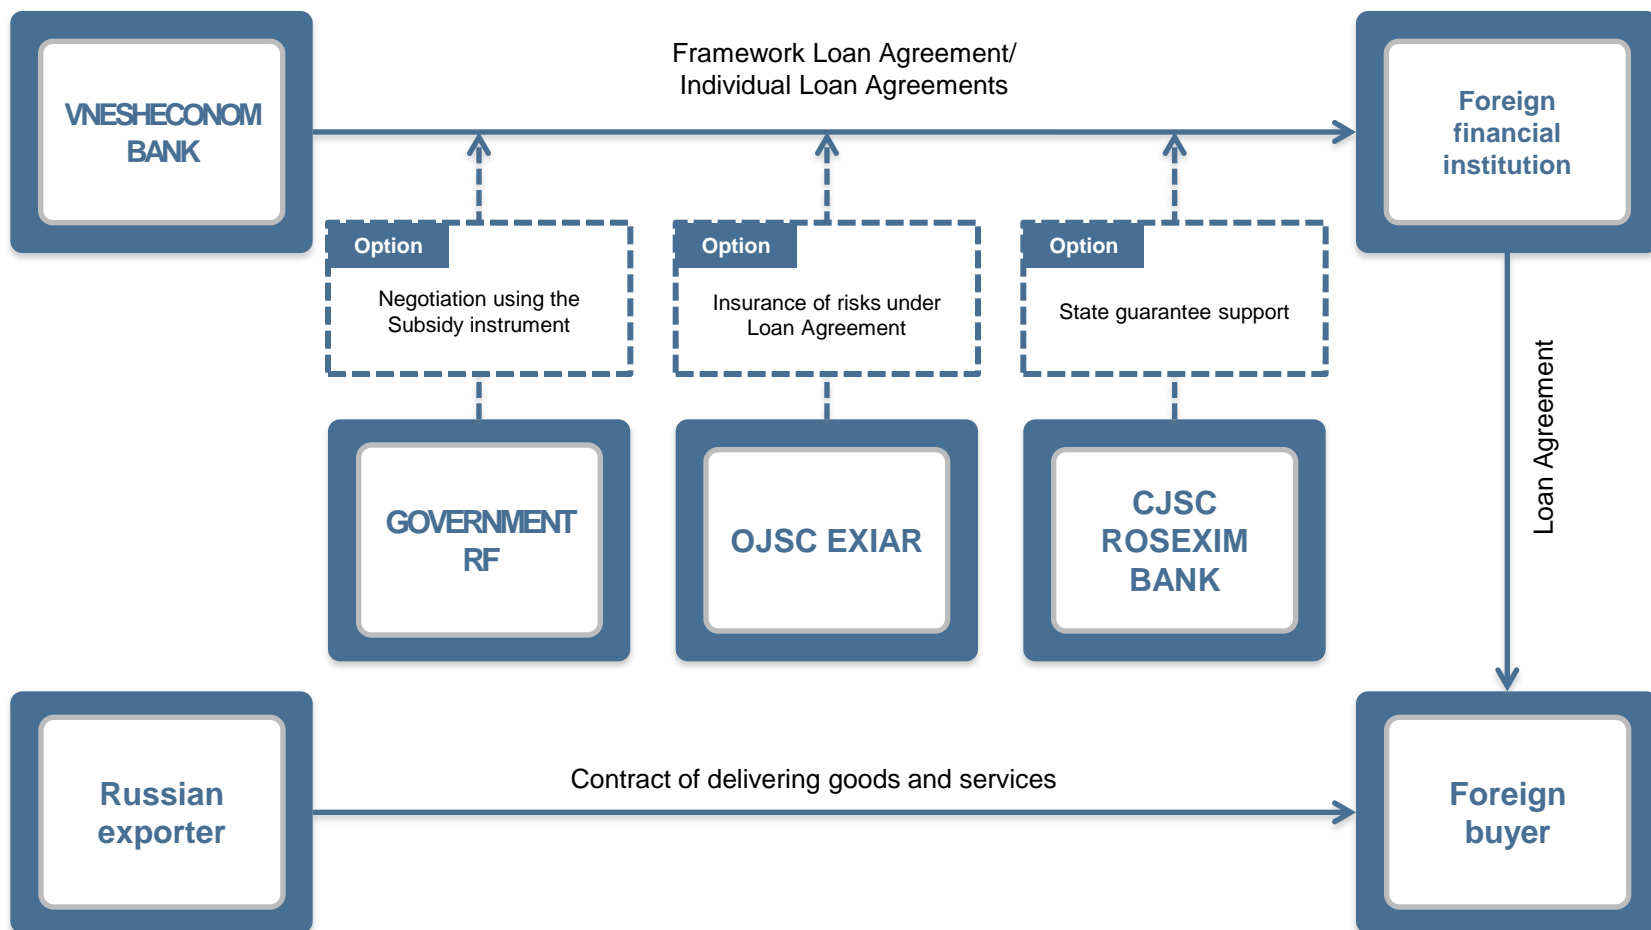 Framework Loan Agreement/
Individual Loan Agreements
VNESHECONOM
BANK
Foreign
financial
institution
Option
Negotiation using the
Subsidy instrument
Option
Insurance of risks under
Loan Agreement
Option
State guarantee support
Loan Agreement
GOVERNMENT
RF
OJSC EXIAR
CJSC
ROSEXIM
BANK
Russian
exporter
Contract of delivering goods and services
Foreign
buyer